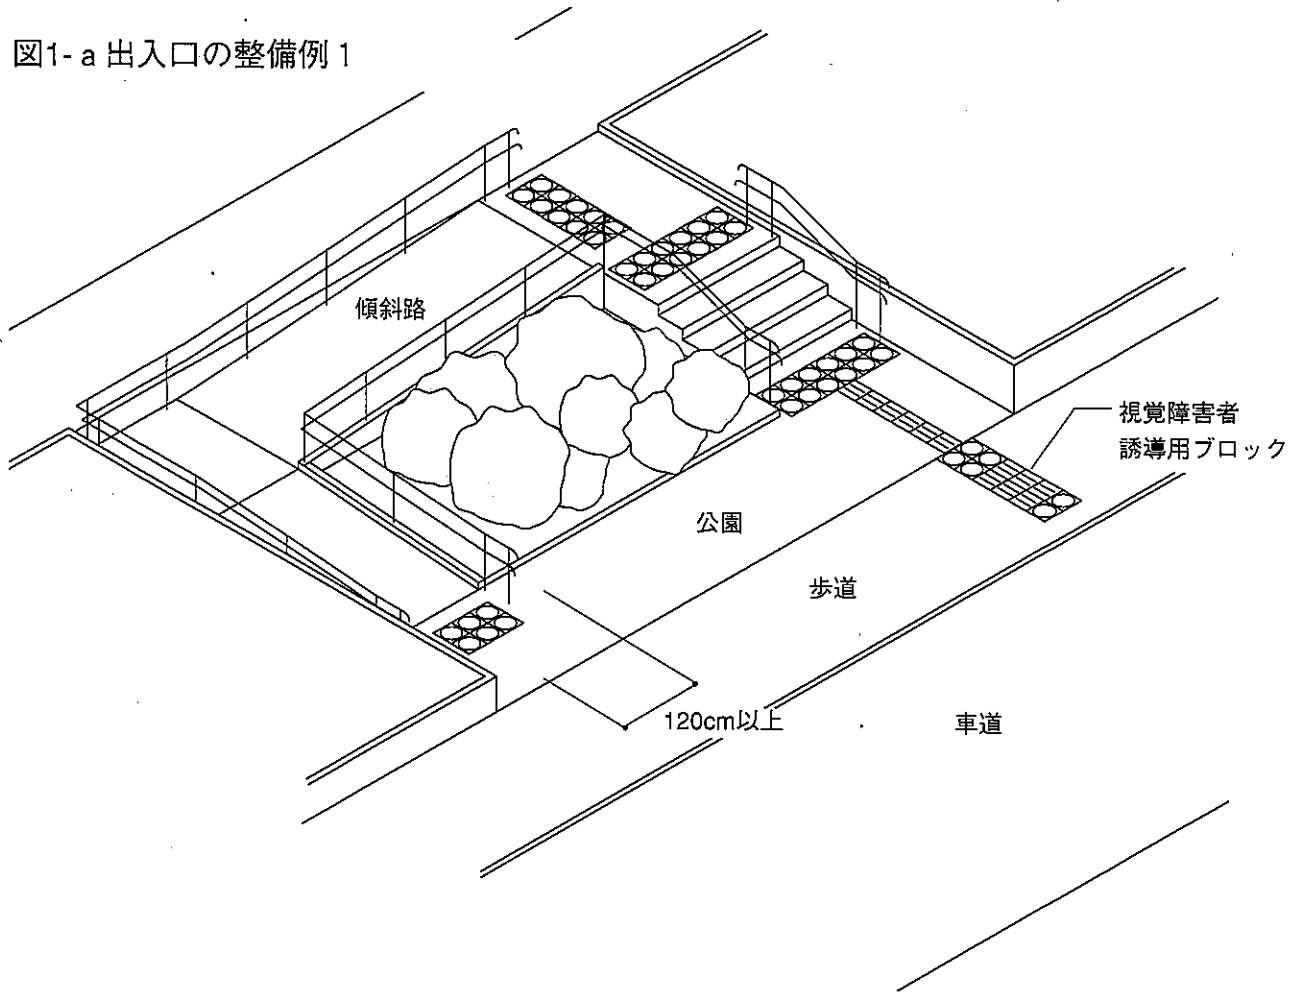 図1-a 出入口の整備例1
傾斜路
視覚障害者
誘導用ブロック
公園
歩道
120cm以上
車道